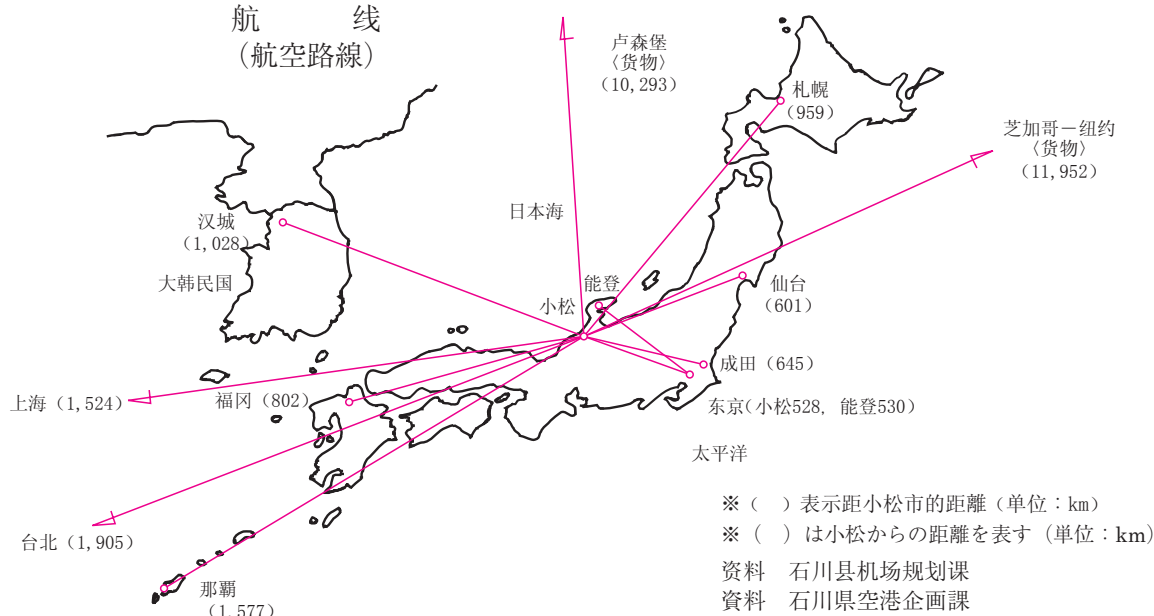 航 线
(航空路線)
卢森堡
〈货物〉
(10,293)
札幌
(959)
芝加哥－纽约
〈货物〉
(11,952)
日本海
汉城
(1,028)
大韩民国
能登
小松
仙台
(601)
成田(645)
上海(1,524)
福冈(802)
东京(小松528, 能登530)
太平洋
台北(1,905)
那覇
(1,577)
※( )表示距小松市的距離(单位：km)
※( )は小松からの距離を表す(単位：km)
资料 石川县机场规划课
資料 石川県空港企画課